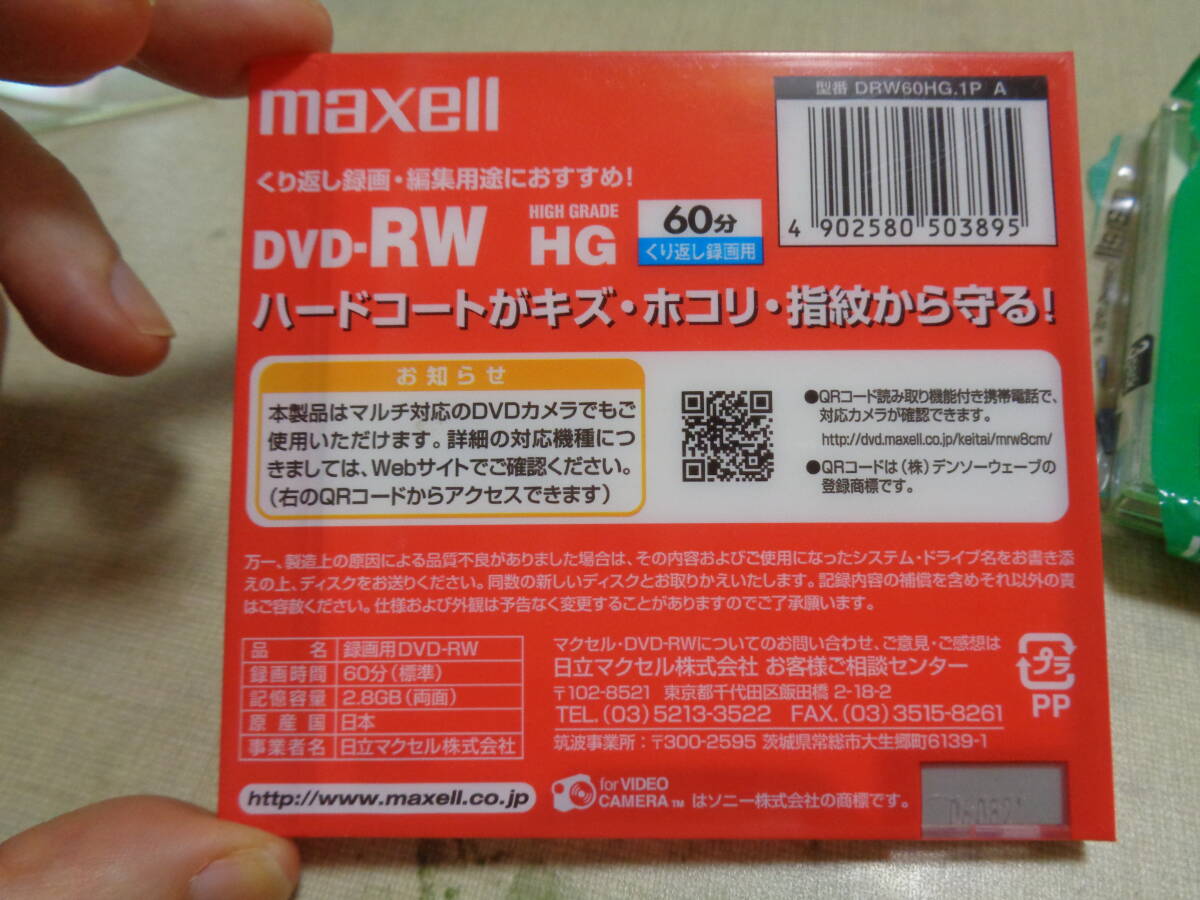 maxell
型番 DRW60HG.1P A
4 902580 503895
くり返し録画・編集用途におすすめ!
DVD-RW
HIGH GRADE
HG
60分
くり返し録画用
ハードコートがキズ・ホコリ・指紋から守る!
お知らせ
本製品はマルチ対応のDVDカメラでもご
使用いただけます。詳細の対応機種につ
きましては、Webサイトでご確認ください。
(右のQRコードからアクセスできます)
●QRコード読み取り機能付き携帯電話で、
対応カメラが確認できます。
http://dvd.maxell.co.jp/keitai/mrw8cm/
●QRコードは(株)デンソーウェーブの
登録商標です。
万一、製造上の原因による品質不良がありました場合は、その内容およびご使用になったシステム・ドライブ名をお書き添
えの上、ディスクをお送りください。同数の新しいディスクとお取りかえいたします。記録内容の補償を含めそれ以外の責
はご容赦ください。仕様および外観は予告なく変更することがありますのでご了承願います。
品名 録画用DVD-RW
録画時間 60分(標準)
記憶容量 2.8GB(両面)
原産国 日本
事業者名 日立マクセル株式会社
マクセル・DVD-RWについてのお問い合わせ、ご意見・ご感想は
日立マクセル株式会社 お客様ご相談センター
〒102-8521 東京都千代田区飯田橋 2-18-2
TEL.(03)5213-3522 FAX.(03)3515-8261
筑波事業所:〒300-2595 茨城県常総市大生郷町6139-1
プラ
PP
http://www.maxell.co.jp
for VIDEO
CAMERA™ はソニー株式会社の商標です。